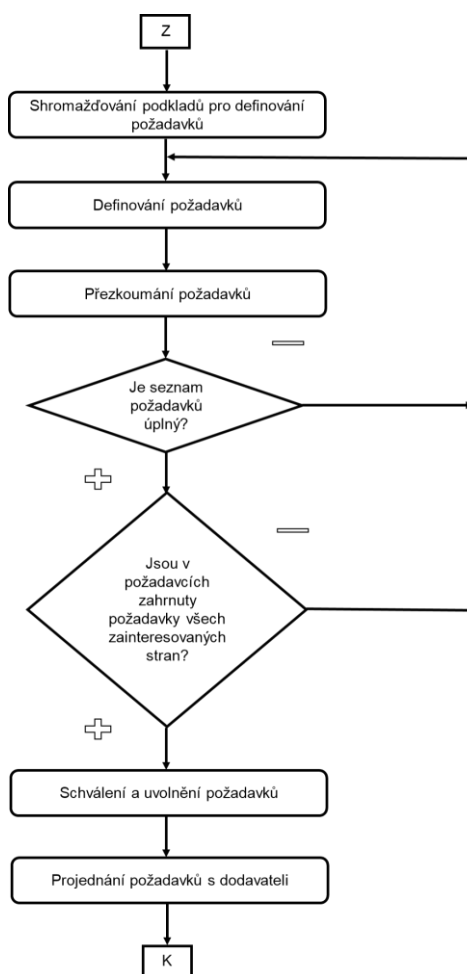 Z
Shromažďování podkladů pro definování
požadavků
Definování požadavků
Přezkoumání požadavků
Je seznam
požadavků
úplný?
Jsou v
požadavcích
zahrnuty
požadavky všech
zainteresovaných
stran?
Schválení a uvolnění požadavků
Projednání požadavků s dodavateli
K